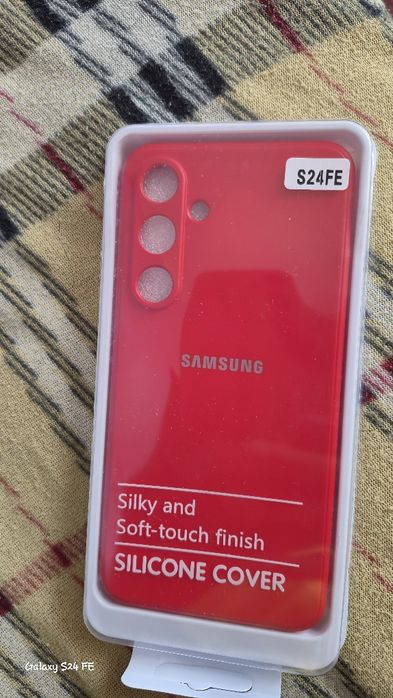 S24FE
SAMSUNG
Silky and
Soft-touch finish
SILICONE COVER
Galaxy S24 FE